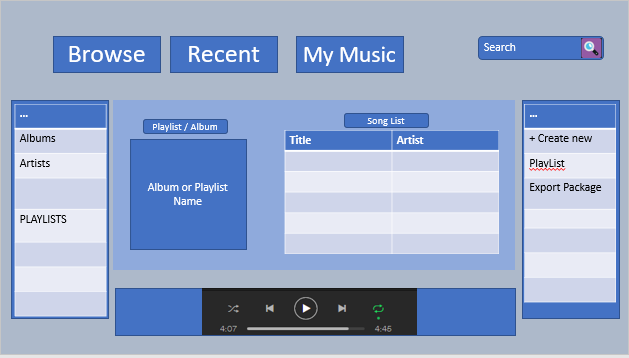 Browse
Recent
My Music
Search
...
Albums
Artists
PLAYLISTS
Playlist / Album
Album or Playlist
Name
Song List
Title Artist
...
+ Create new
PlayList
Export Package
4:07 4:46